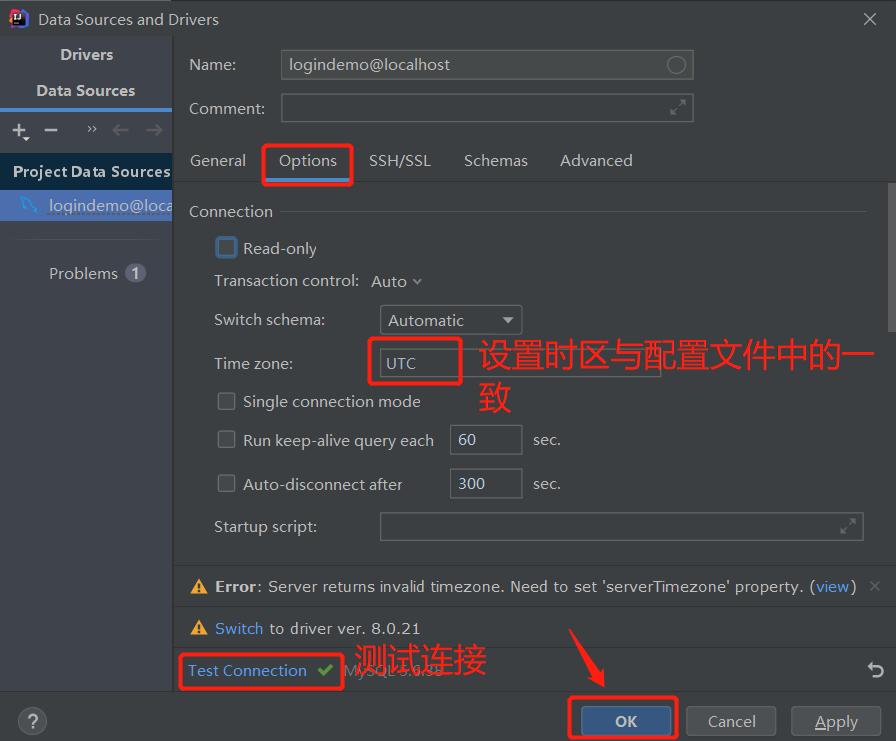 Data Sources and Drivers
Drivers
Data Sources
Project Data Sources
logindemo@loca
Problems 1
Name: logindemo@localhost
Comment:
General Options SSH/SSL Schemas Advanced
Connection
Read-only
Transaction control: Auto
Switch schema: Automatic
Time zone: UTC
设置时区与配置文件中的一
致
Single connection mode
Run keep-alive query each 60 sec.
Auto-disconnect after 300 sec.
Startup script:
Error: Server returns invalid timezone. Need to set 'serverTimezone' property. (view)
Switch to driver ver. 8.0.21
Test Connection 测试连接
MySQL
? OK Cancel Apply